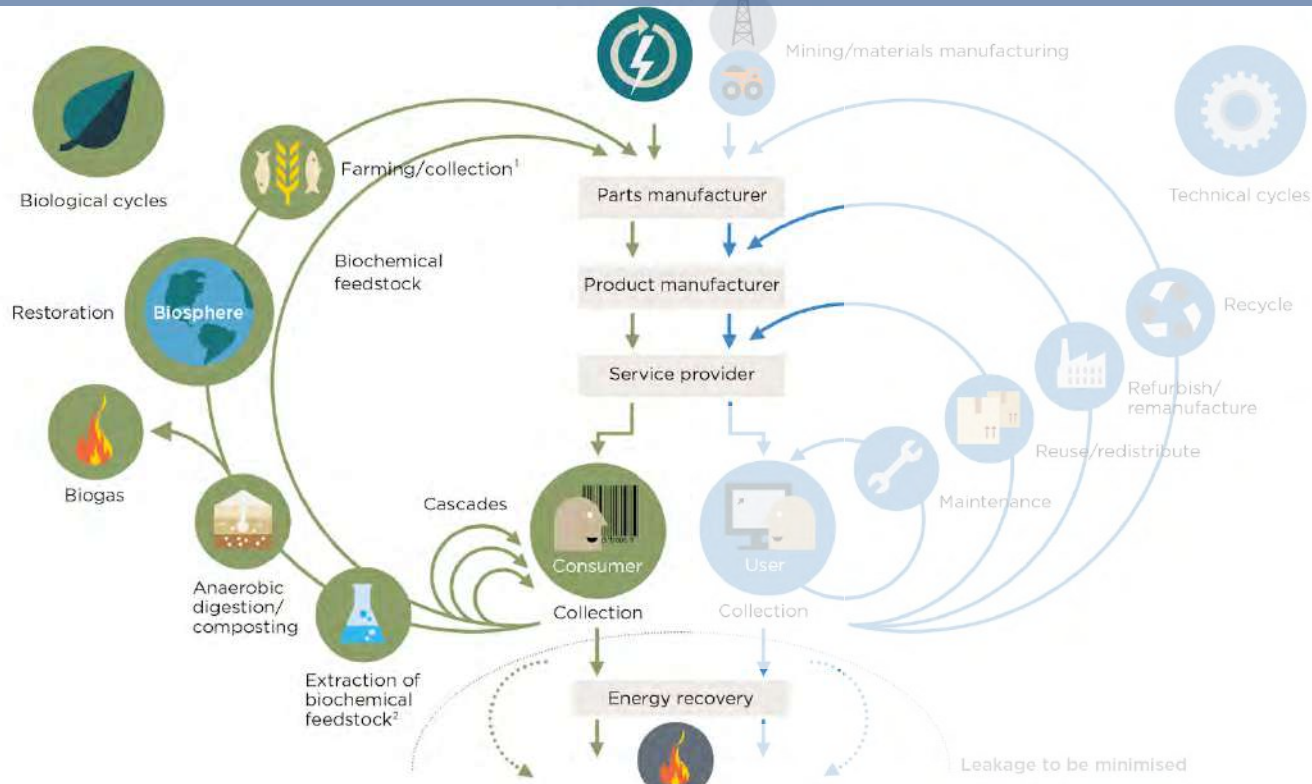 Mining/materials manufacturing
Biological cycles
Farming/collection¹
Parts manufacturer
Technical cycles
Biochemical
feedstock
Product manufacturer
Restoration
Biosphere
Recycle
Service provider
Refurbish/
remanufacture
Reuse/redistribute
Biogas
Cascades
Maintenance
Consumer
User
Anaerobic
digestion/
composting
Collection
Collection
Extraction of
biochemical
feedstock²
Energy recovery
Leakage to be minimised